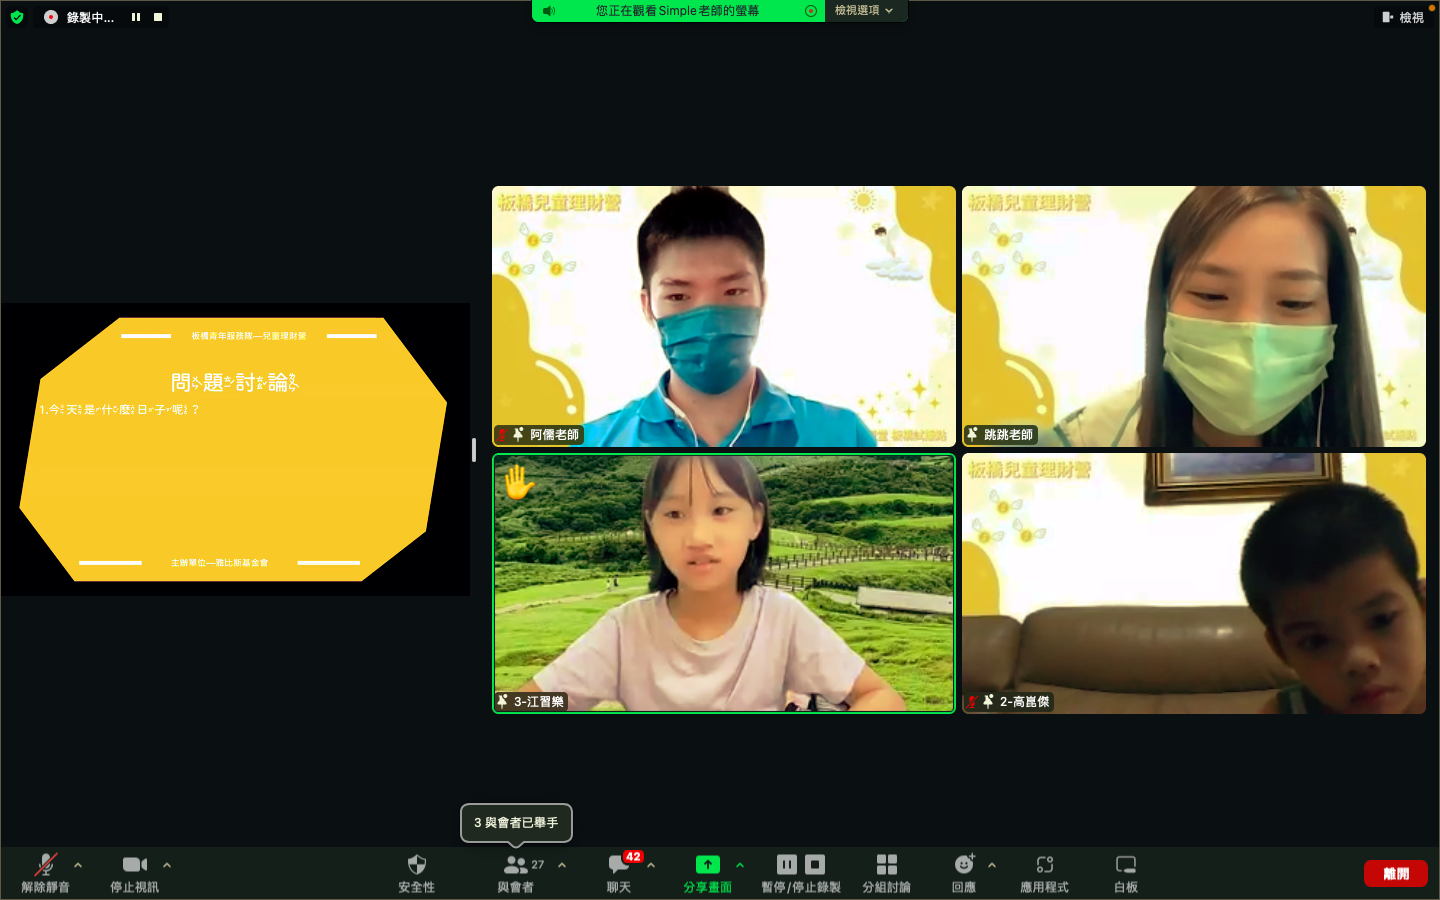 錄製中...
您正在觀看Simple老師的螢幕
檢視選項
檢視
板橋青年服務隊—兒童理財營
問題討論
1.今天是什麼日子呢？
主辦單位—雅比斯基金會
板橋兒童理財營
阿儒老師
板橋兒童理財營
跳跳老師
3-江習樂
板橋兒童理財營
2-高崑傑
3 與會者已舉手
27
42
解除靜音
停止視訊
安全性
與會者
聊天
分享畫面
暫停/停止錄製
分組討論
回應
應用程式
白板
離開